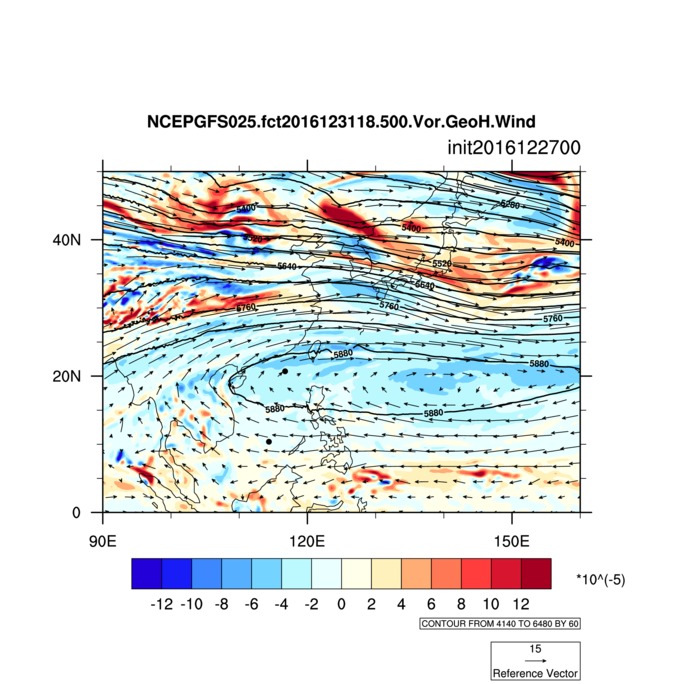 NCEPGFS025.fct2016123118.500.Vor.GeoH.Wind
init2016122700
5280
5400
5400
5400
40N
5520
5520
5640
5640
5760
5760
5760
5880
5880
20N
5880
5880
0
90E 120E 150E
-12 -10 -8 -6 -4 -2 0 2 4 6 8 10 12
*10^(-5)
CONTOUR FROM 4140 TO 6480 BY 60
15
Reference Vector